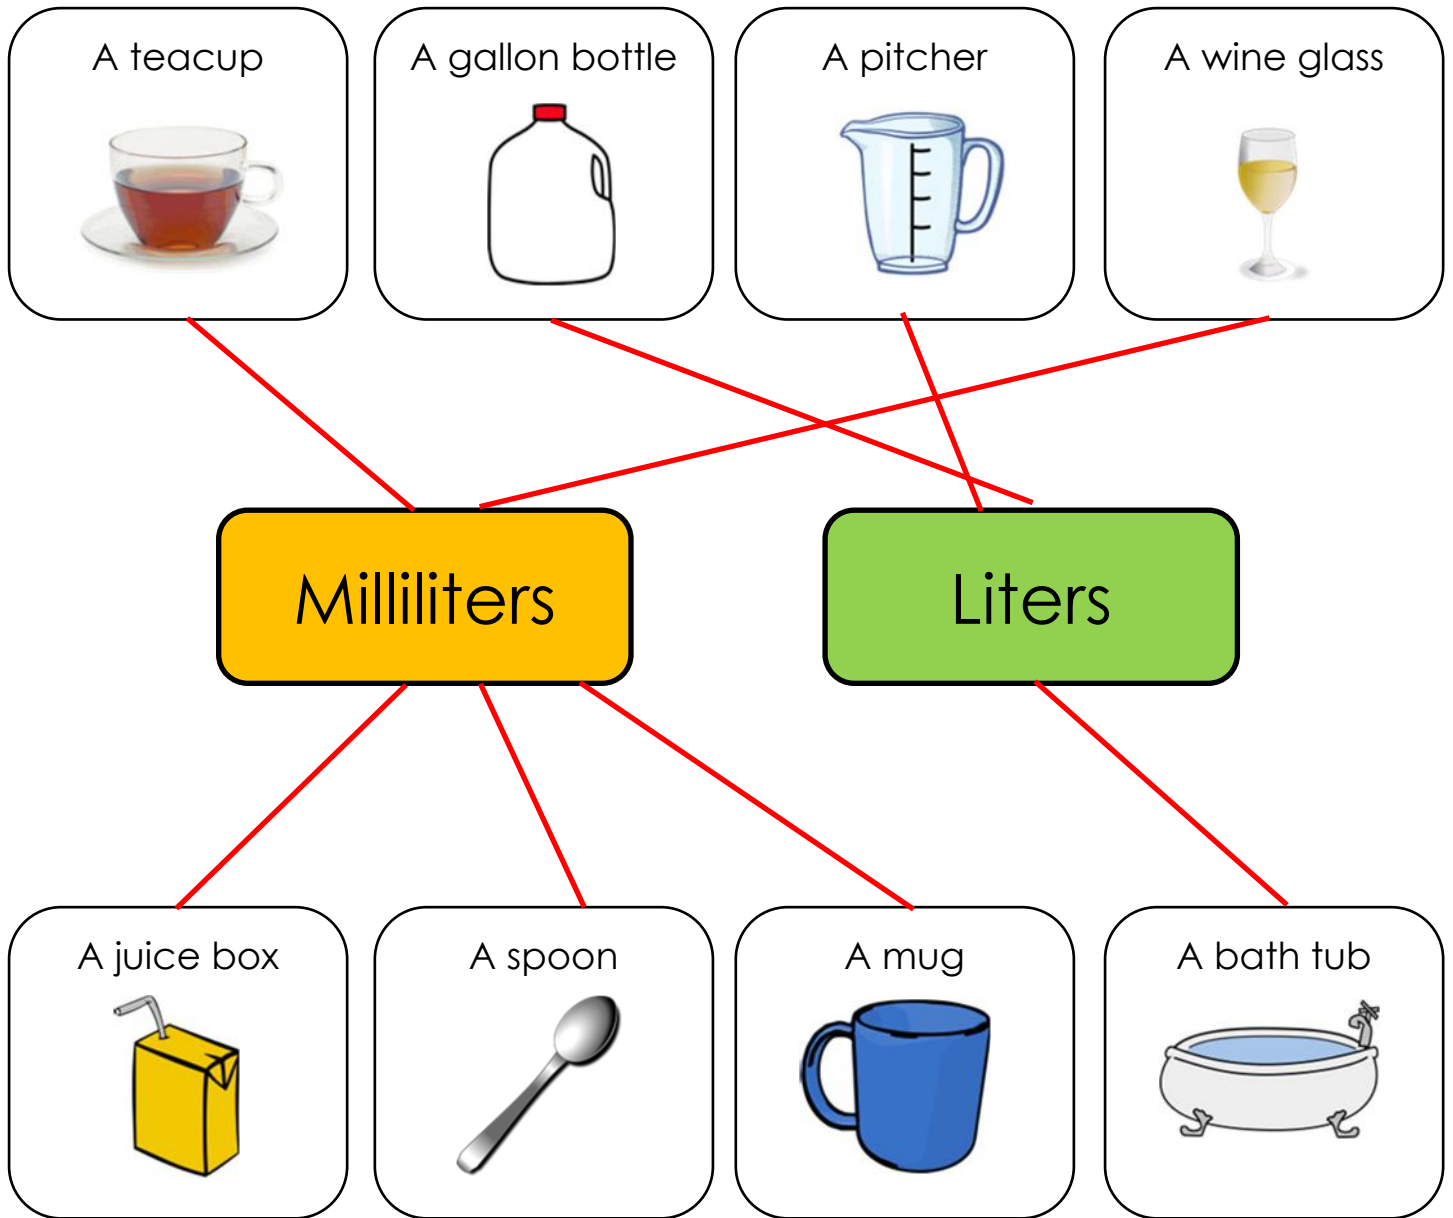 A teacup
A gallon bottle
A pitcher
A wine glass
Milliliters
Liters
A juice box
A spoon
A mug
A bath tub